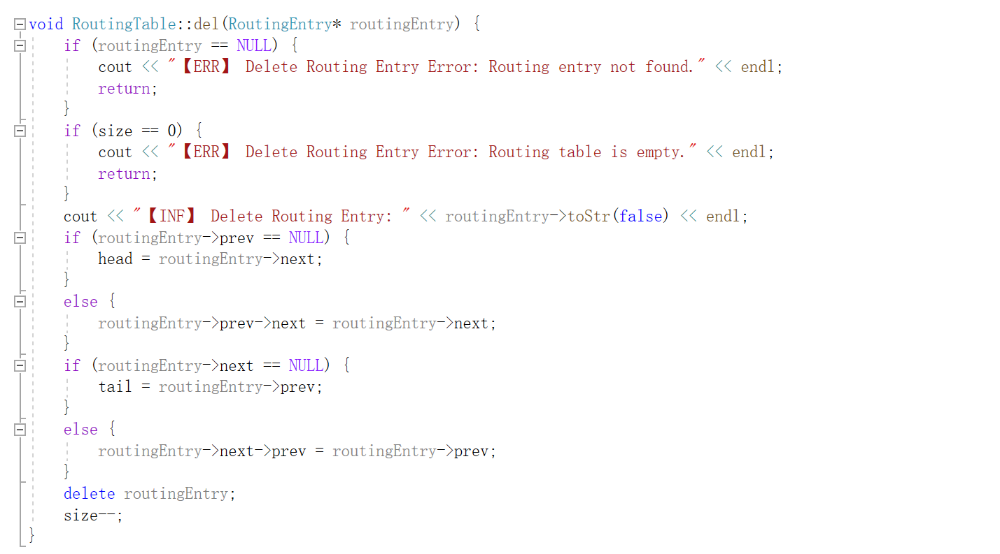 void RoutingTable::del(RoutingEntry* routingEntry) {
    if (routingEntry == NULL) {
        cout << "【ERR】 Delete Routing Entry Error: Routing entry not found." << endl;
        return;
    }
    if (size == 0) {
        cout << "【ERR】 Delete Routing Entry Error: Routing table is empty." << endl;
        return;
    }
    cout << "【INF】 Delete Routing Entry: " << routingEntry->toStr(false) << endl;
    if (routingEntry->prev == NULL) {
        head = routingEntry->next;
    }
    else {
        routingEntry->prev->next = routingEntry->next;
    }
    if (routingEntry->next == NULL) {
        tail = routingEntry->prev;
    }
    else {
        routingEntry->next->prev = routingEntry->prev;
    }
    delete routingEntry;
    size--;
}